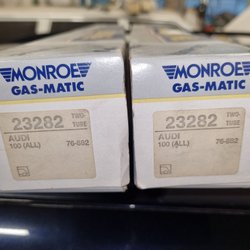 MONROE
GAS-MATIC
23282 TWO-TUBE
AUDI
100 (ALL) 76-882
MONROE
GAS-MATIC
23282 TWO-TUBE
AUDI
100 (ALL) 76-882